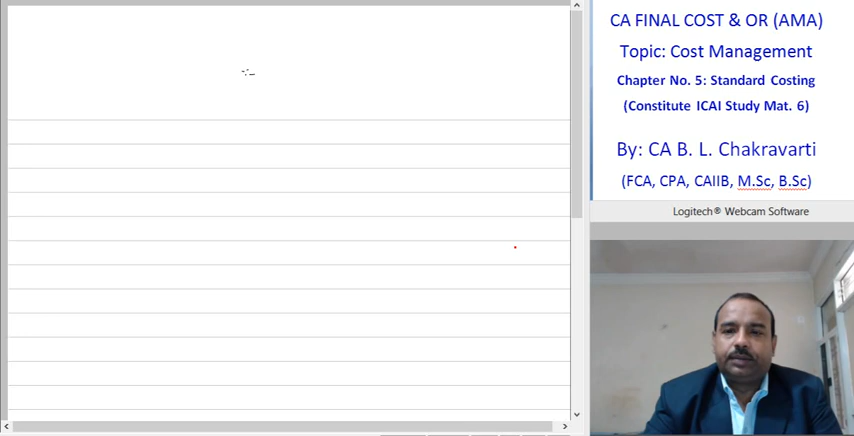 CA FINAL COST & OR (AMA)
Topic: Cost Management
Chapter No. 5: Standard Costing
(Constitute ICAI Study Mat. 6)
By: CA B. L. Chakravarti
(FCA, CPA, CAIIB, M.Sc, B.Sc)
Logitech® Webcam Software